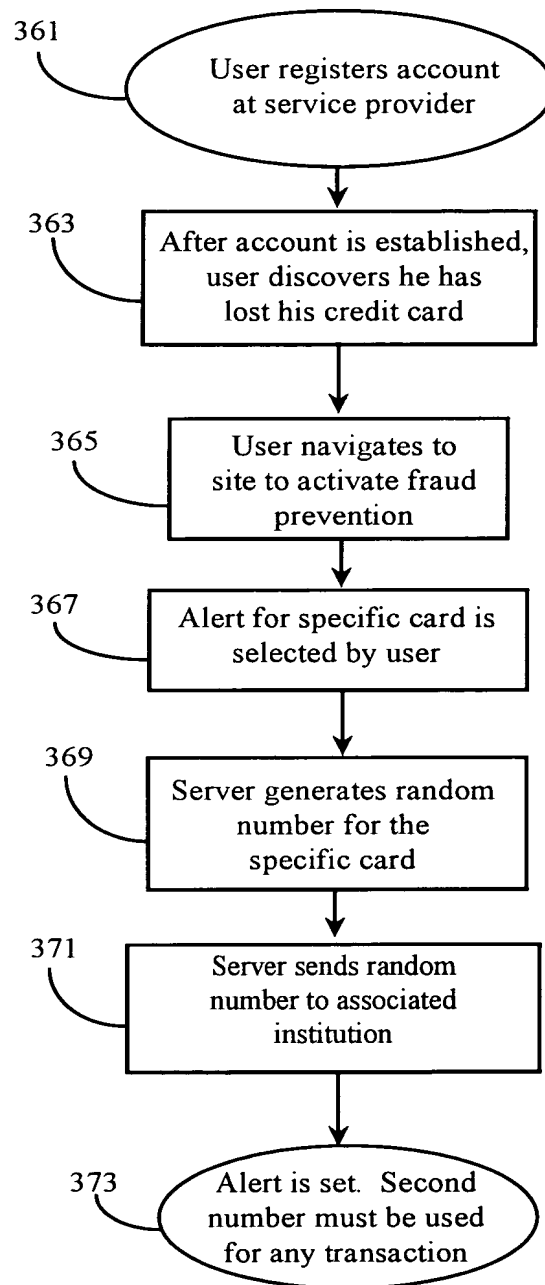 361
User registers account
at service provider
363
After account is established,
user discovers he has
lost his credit card
365
User navigates to
site to activate fraud
prevention
367
Alert for specific card is
selected by user
369
Server generates random
number for the
specific card
371
Server sends random
number to associated
institution
373
Alert is set. Second
number must be used
for any transaction